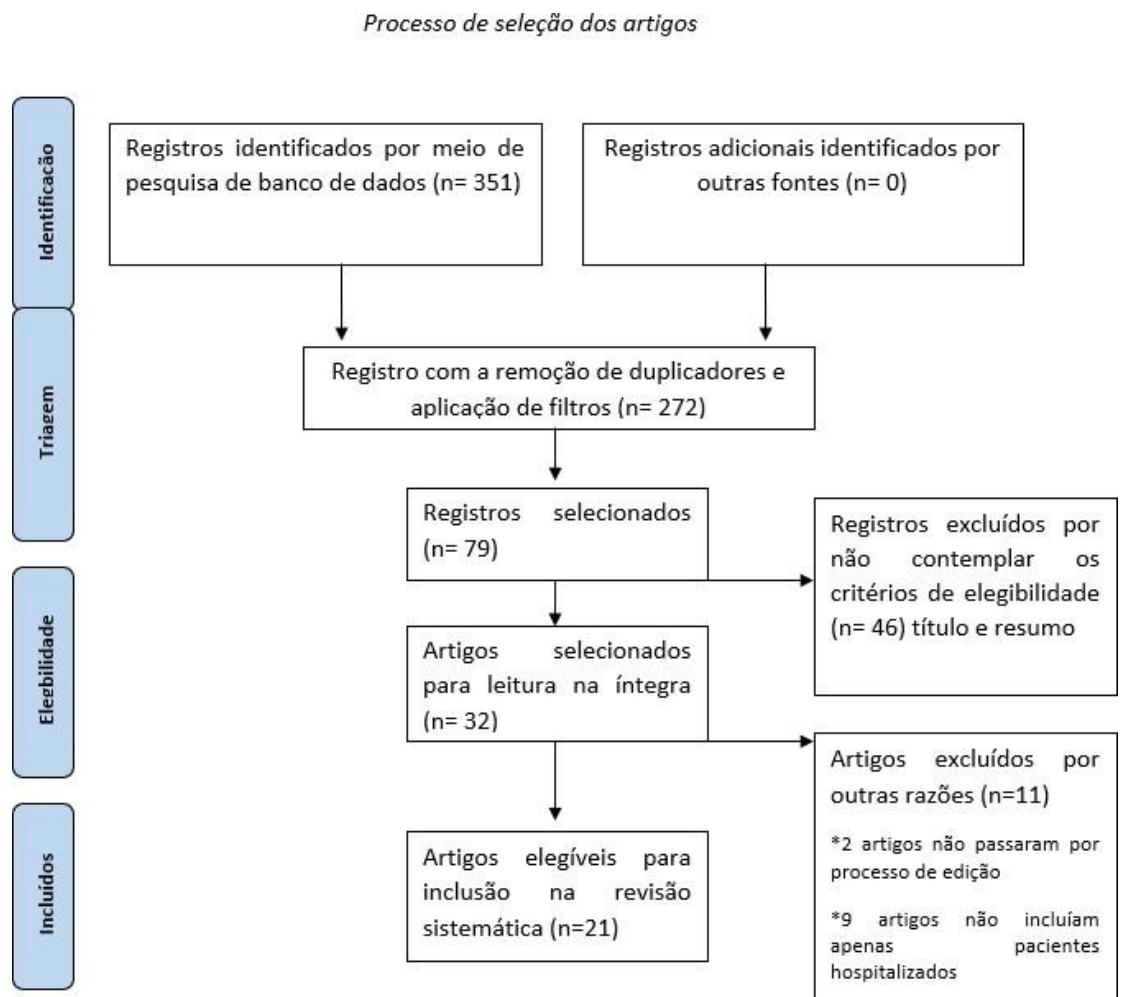 Processo de seleção dos artigos
Identificação
Registros identificados por meio de
pesquisa de banco de dados (n= 351)
Registros adicionais identificados por
outras fontes (n= 0)
Triagem
Registro com a remoção de duplicadores e
aplicação de filtros (n= 272)
Registros selecionados
(n= 79)
Registros excluídos por
não contemplar os
critérios de elegibilidade
(n= 46) título e resumo
Elegbilidade
Artigos selecionados
para leitura na íntegra
(n= 32)
Artigos excluídos por
outras razões (n=11)
*2 artigos não passaram por
processo de edição
*9 artigos não incluíam
apenas pacientes
hospitalizados
Incluídos
Artigos elegíveis para
inclusão na revisão
sistemática (n=21)